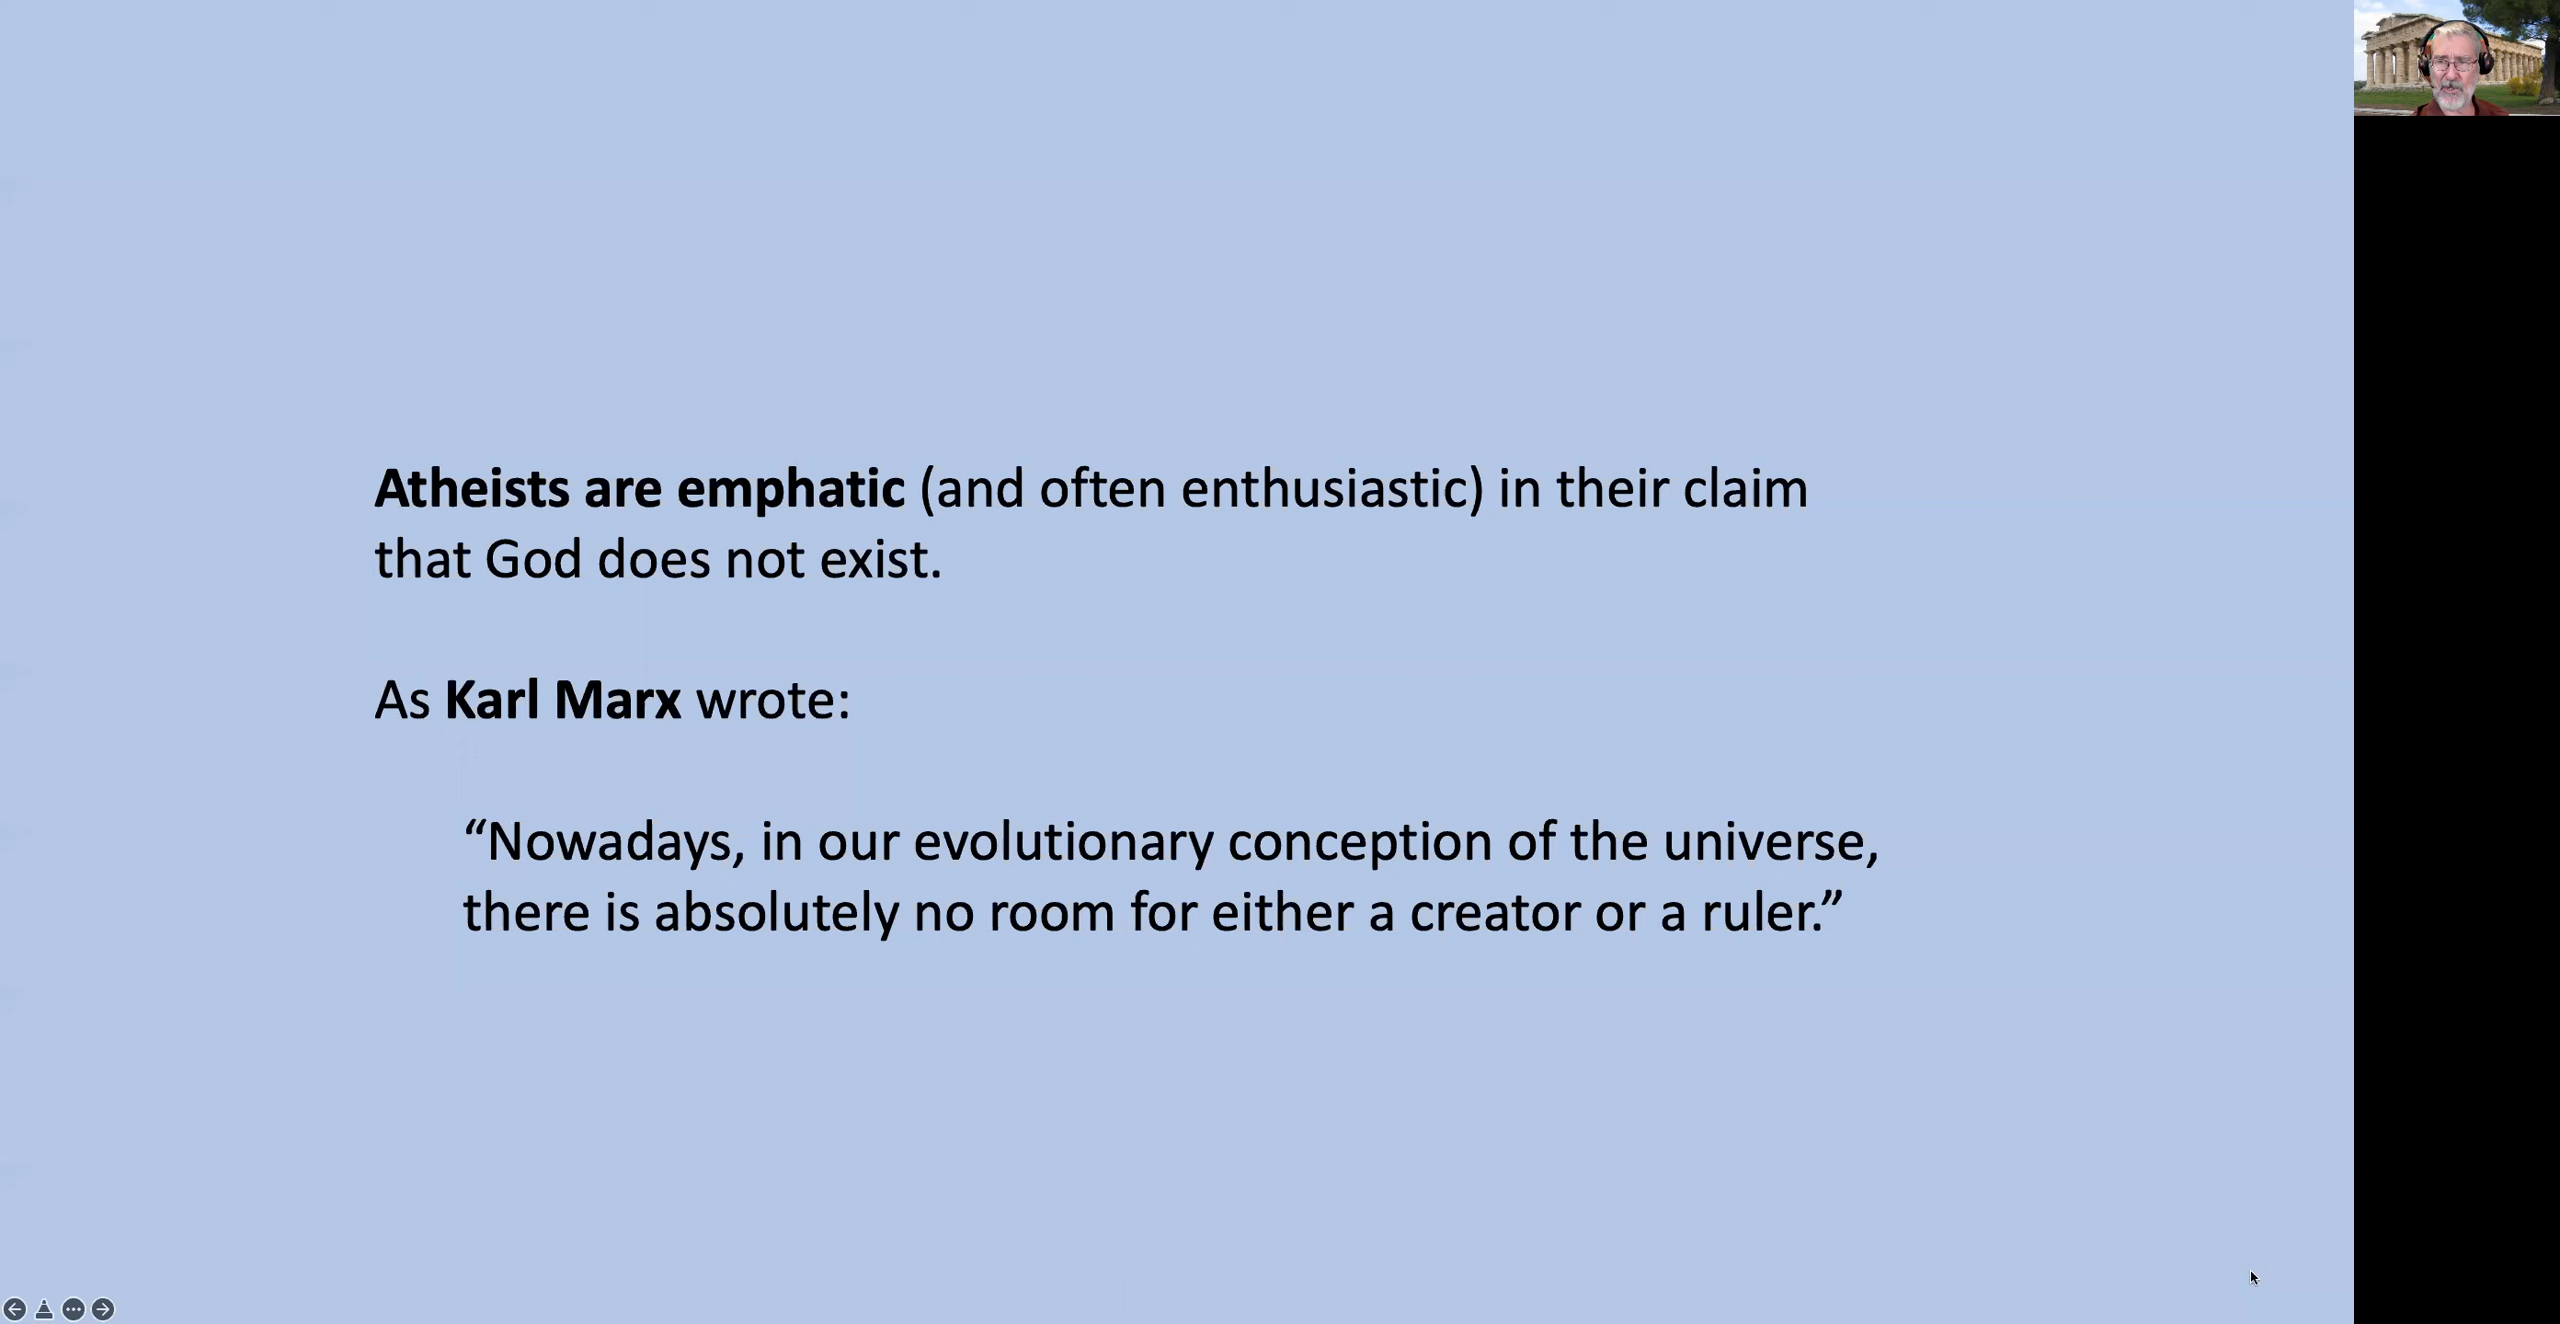 Atheists are emphatic (and often enthusiastic) in their claim
that God does not exist.
As Karl Marx wrote:
“Nowadays, in our evolutionary conception of the universe,
there is absolutely no room for either a creator or a ruler.”